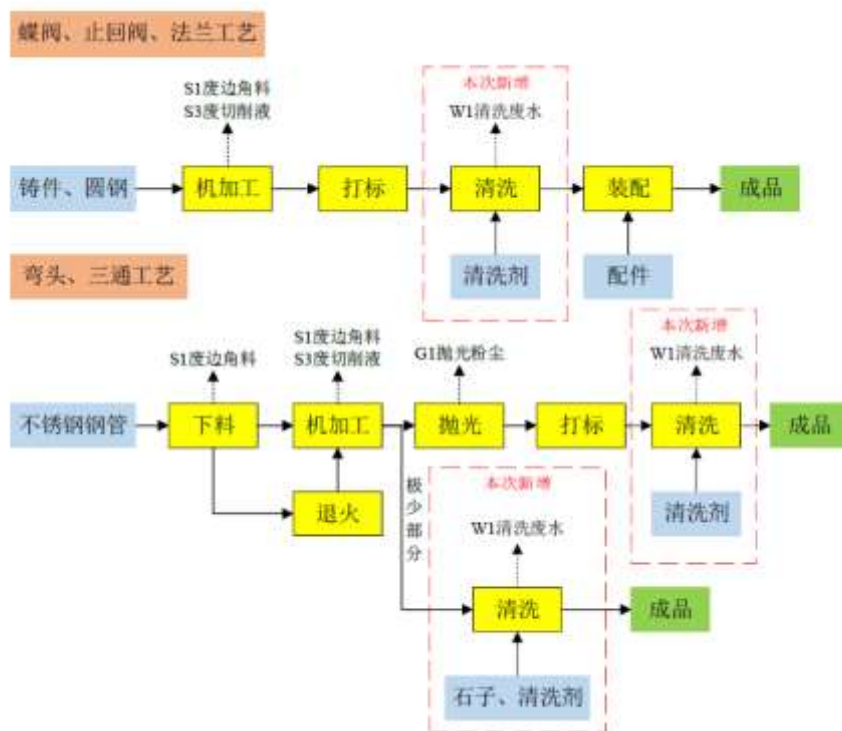 蝶阀、止回阀、法兰工艺
S1废边角料
S3废切削液
本次新增
W1清洗废水
铸件、圆钢
机加工
打标
清洗
装配
成品
清洗剂
配件
弯头、三通工艺
S1废边角料
S1废边角料
S3废切削液
G1抛光粉尘
本次新增
W1清洗废水
不锈钢钢管
下料
机加工
抛光
打标
清洗
成品
退火
极少部分
清洗剂
本次新增
W1清洗废水
清洗
成品
石子、清洗剂